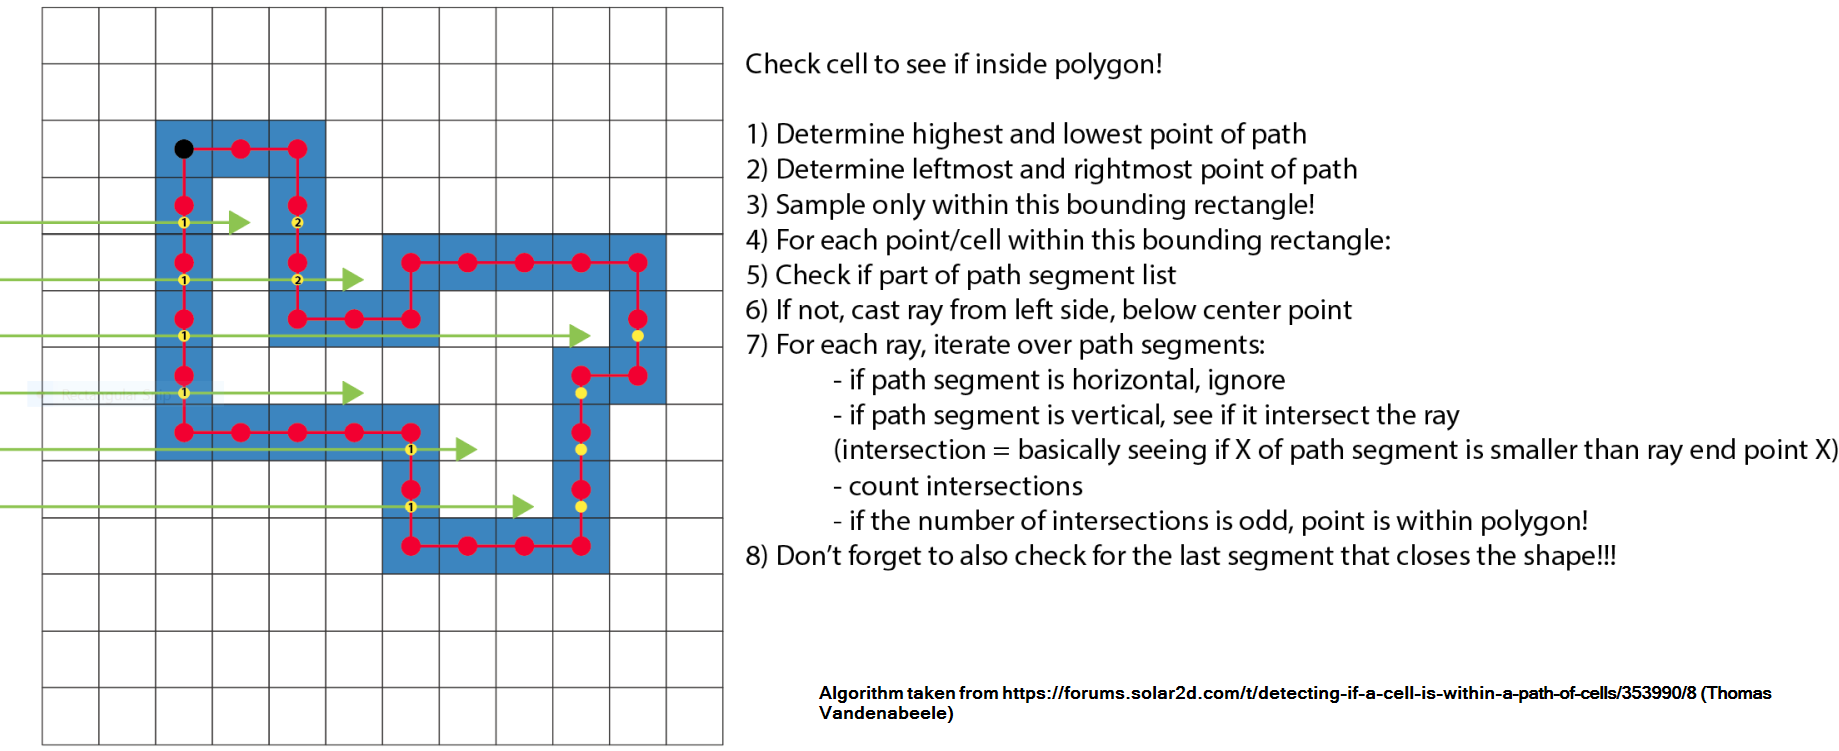 Check cell to see if inside polygon!
1) Determine highest and lowest point of path
2) Determine leftmost and rightmost point of path
3) Sample only within this bounding rectangle!
4) For each point/cell within this bounding rectangle:
5) Check if part of path segment list
6) If not, cast ray from left side, below center point
7) For each ray, iterate over path segments:
- if path segment is horizontal, ignore
- if path segment is vertical, see if it intersect the ray
(intersection = basically seeing if X of path segment is smaller than ray end point X)
- count intersections
- if the number of intersections is odd, point is within polygon!
8) Don't forget to also check for the last segment that closes the shape!!!
1 2
1 2
1
1
1
1
Rectangular Snip
Algorithm taken from https://forums.solar2d.com/t/detecting-if-a-cell-is-within-a-path-of-cells/353990/8 (Thomas
Vandenabeele)